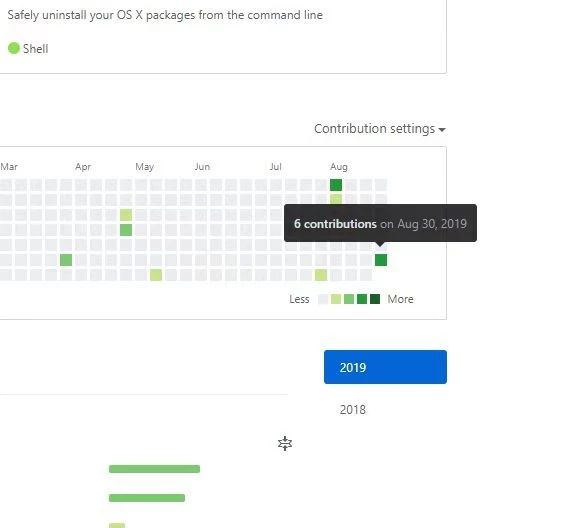 Safely uninstall your OS X packages from the command line
Shell
Contribution settings
Mar Apr May Jun Jul Aug
6 contributions on Aug 30, 2019
Less More
2019
2018